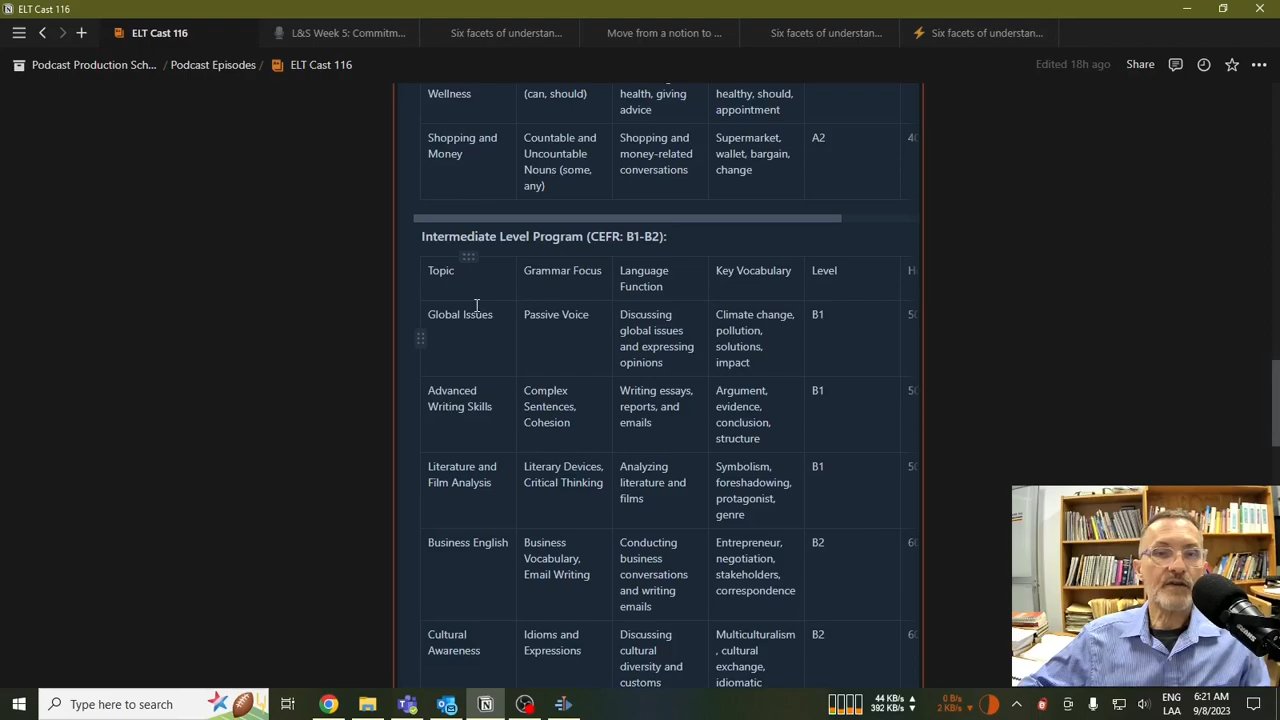 ELT Cast 116
ELT Cast 116
L&S Week 5: Commitm...
Six facets of understan...
Move from a notion to ...
Six facets of understan...
Six facets of understan...
Podcast Production Sch... / Podcast Episodes / ELT Cast 116
Edited 18h ago
Share
Wellness
(can, should)
health, giving
advice
healthy, should,
appointment
Shopping and
Money
Countable and
Uncountable
Nouns (some,
any)
Shopping and
money-related
conversations
Supermarket,
wallet, bargain,
change
A2
Intermediate Level Program (CEFR: B1-B2):
Topic
Grammar Focus
Language
Function
Key Vocabulary
Level
Global Issues
Passive Voice
Discussing
global issues
and expressing
opinions
Climate change,
pollution,
solutions,
impact
B1
Advanced
Writing Skills
Complex
Sentences,
Cohesion
Writing essays,
reports, and
emails
Argument,
evidence,
conclusion,
structure
B1
Literature and
Film Analysis
Literary Devices,
Critical Thinking
Analyzing
literature and
films
Symbolism,
foreshadowing,
protagonist,
genre
B1
Business English
Business
Vocabulary,
Email Writing
Conducting
business
conversations
and writing
emails
Entrepreneur,
negotiation,
stakeholders,
correspondence
B2
Cultural
Awareness
Idioms and
Expressions
Discussing
cultural
diversity and
customs
Multiculturalism
, cultural
exchange,
idiomatic
B2
Type here to search
44 KB/s
392 KB/s
0 B/s
2 KB/s
ENG
LAA
6:21 AM
9/8/2023